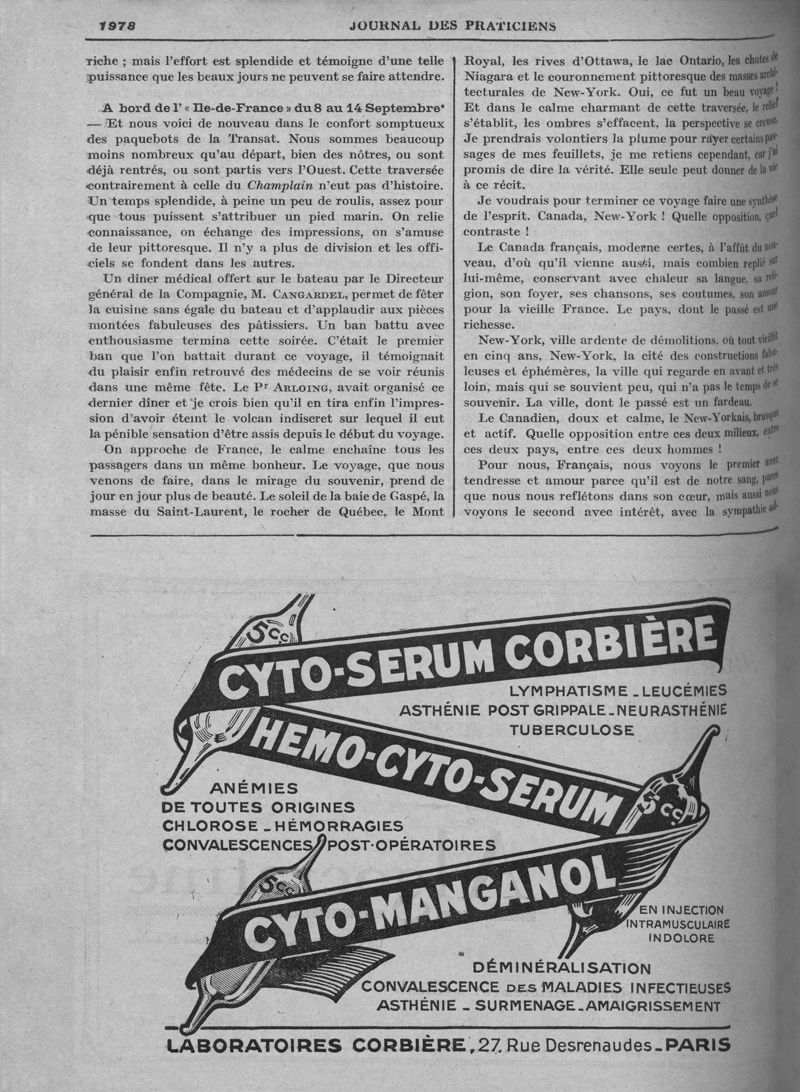 1978
JOURNAL DES PRATICIENS
riche ; mais l'effort est splendide et témoigne d'une telle
puissance que les beaux jours ne peuvent se faire attendre.
A bord de l' « Ile-de-France » du 8 au 14 Septembre
— Et nous voici de nouveau dans le confort somptueux
des paquebots de la Transat. Nous sommes beaucoup
moins nombreux qu'au départ, bien des nôtres, ou sont
déjà rentrés, ou sont partis vers l'Ouest. Cette traversée
contrairement à celle du Champlain n'eut pas d'histoire.
Un temps splendide, à peine un peu de roulis, assez pour
que tous puissent s'attribuer un pied marin. On relie
connaissance, on échange des impressions, on s'amuse
de leur pittoresque. Il n'y a plus de division et les offi-
ciels se fondent dans les autres.
Un dîner médical offert sur le bateau par le Directeur
général de la Compagnie, M. CANGARDEL, permet de fêter
la cuisine sans égale du bateau et d'applaudir aux pièces
montées fabuleuses des pâtissiers. Un ban battu avec
enthousiasme termina cette soirée. C'était le premier
ban que l'on battait durant ce voyage, il témoignait
du plaisir enfin retrouvé des médecins de se voir réunis
dans une même fête. Le Pr ARLOING, avait organisé ce
dernier dîner et je crois bien qu'il en tira enfin l'impres-
sion d'avoir éteint le volcan indiscret sur lequel il eut
la pénible sensation d'être assis depuis le début du voyage.
On approche de France, le calme enchaîne tous les
passagers dans un même bonheur. Le voyage, que nous
venons de faire, dans le mirage du souvenir, prend de
jour en jour plus de beauté. Le soleil de la baie de Gaspé, la
masse du Saint-Laurent, le rocher de Québec, le Mont
Royal, les rives d'Ottawa, le lac Ontario, les chutes de
Niagara et le couronnement pittoresque des masses archi-
tecturales de New-York. Oui, ce fut un beau voyage !
Et dans le calme charmant de cette traversée, le relief
s'établit, les ombres s'effacent, la perspective se creuse.
Je prendrais volontiers la plume pour rayer certains pas-
sages de mes feuillets, je me retiens cependant, car j'ai
promis de dire la vérité. Elle seule peut donner de la vie
à ce récit.
Je voudrais pour terminer ce voyage faire une synthèse
de l'esprit. Canada, New-York ! Quelle opposition, quel
contraste !
Le Canada français, moderne certes, à l'affût du nou-
veau, d'où qu'il vienne aussi, mais combien replié sur
lui-même, conservant avec chaleur sa langue, sa reli-
gion, son foyer, ses chansons, ses coutumes, son amour
pour la vieille France. Le pays, dont le passé est une
richesse.
New-York, ville ardente de démolitions, où tout vieillit
en cinq ans, New-York, la cité des constructions fabu-
leuses et éphémères, la ville qui regarde en avant et très
loin, mais qui se souvient peu, qui n'a pas le temps de se
souvenir. La ville, dont le passé est un fardeau.
Le Canadien, doux et calme, le New-Yorkais, brusque
et actif. Quelle opposition entre ces deux milieux, entre
ces deux pays, entre ces deux hommes !
Pour nous, Français, nous voyons le premier avec
tendresse et amour parce qu'il est de notre sang, parce
que nous nous reflétons dans son cœur, mais aussi nous
voyons le second avec intérêt, avec la sympathie ad-
5 c.c.
CYTO-SERUM CORBIÈRE
LYMPHATISME - LEUCÉMIES
ASTHÉNIE POST GRIPPALE - NEURASTHÉNIE
TUBERCULOSE
HEMO-CYTO-SERUM
5 c.c.
ANÉMIES
DE TOUTES ORIGINES
CHLOROSE - HÉMORRAGIES
CONVALESCENCES POST-OPÉRATOIRES
5 c.c.
CYTO-MANGANOL
EN INJECTION
INTRAMUSCULAIRE
INDOLORE
DÉMINÉRALISATION
CONVALESCENCE DES MALADIES INFECTIEUSES
ASTHÉNIE - SURMENAGE - AMAIGRISSEMENT
LABORATOIRES CORBIÈRE, 27, Rue Desrenaudes - PARIS